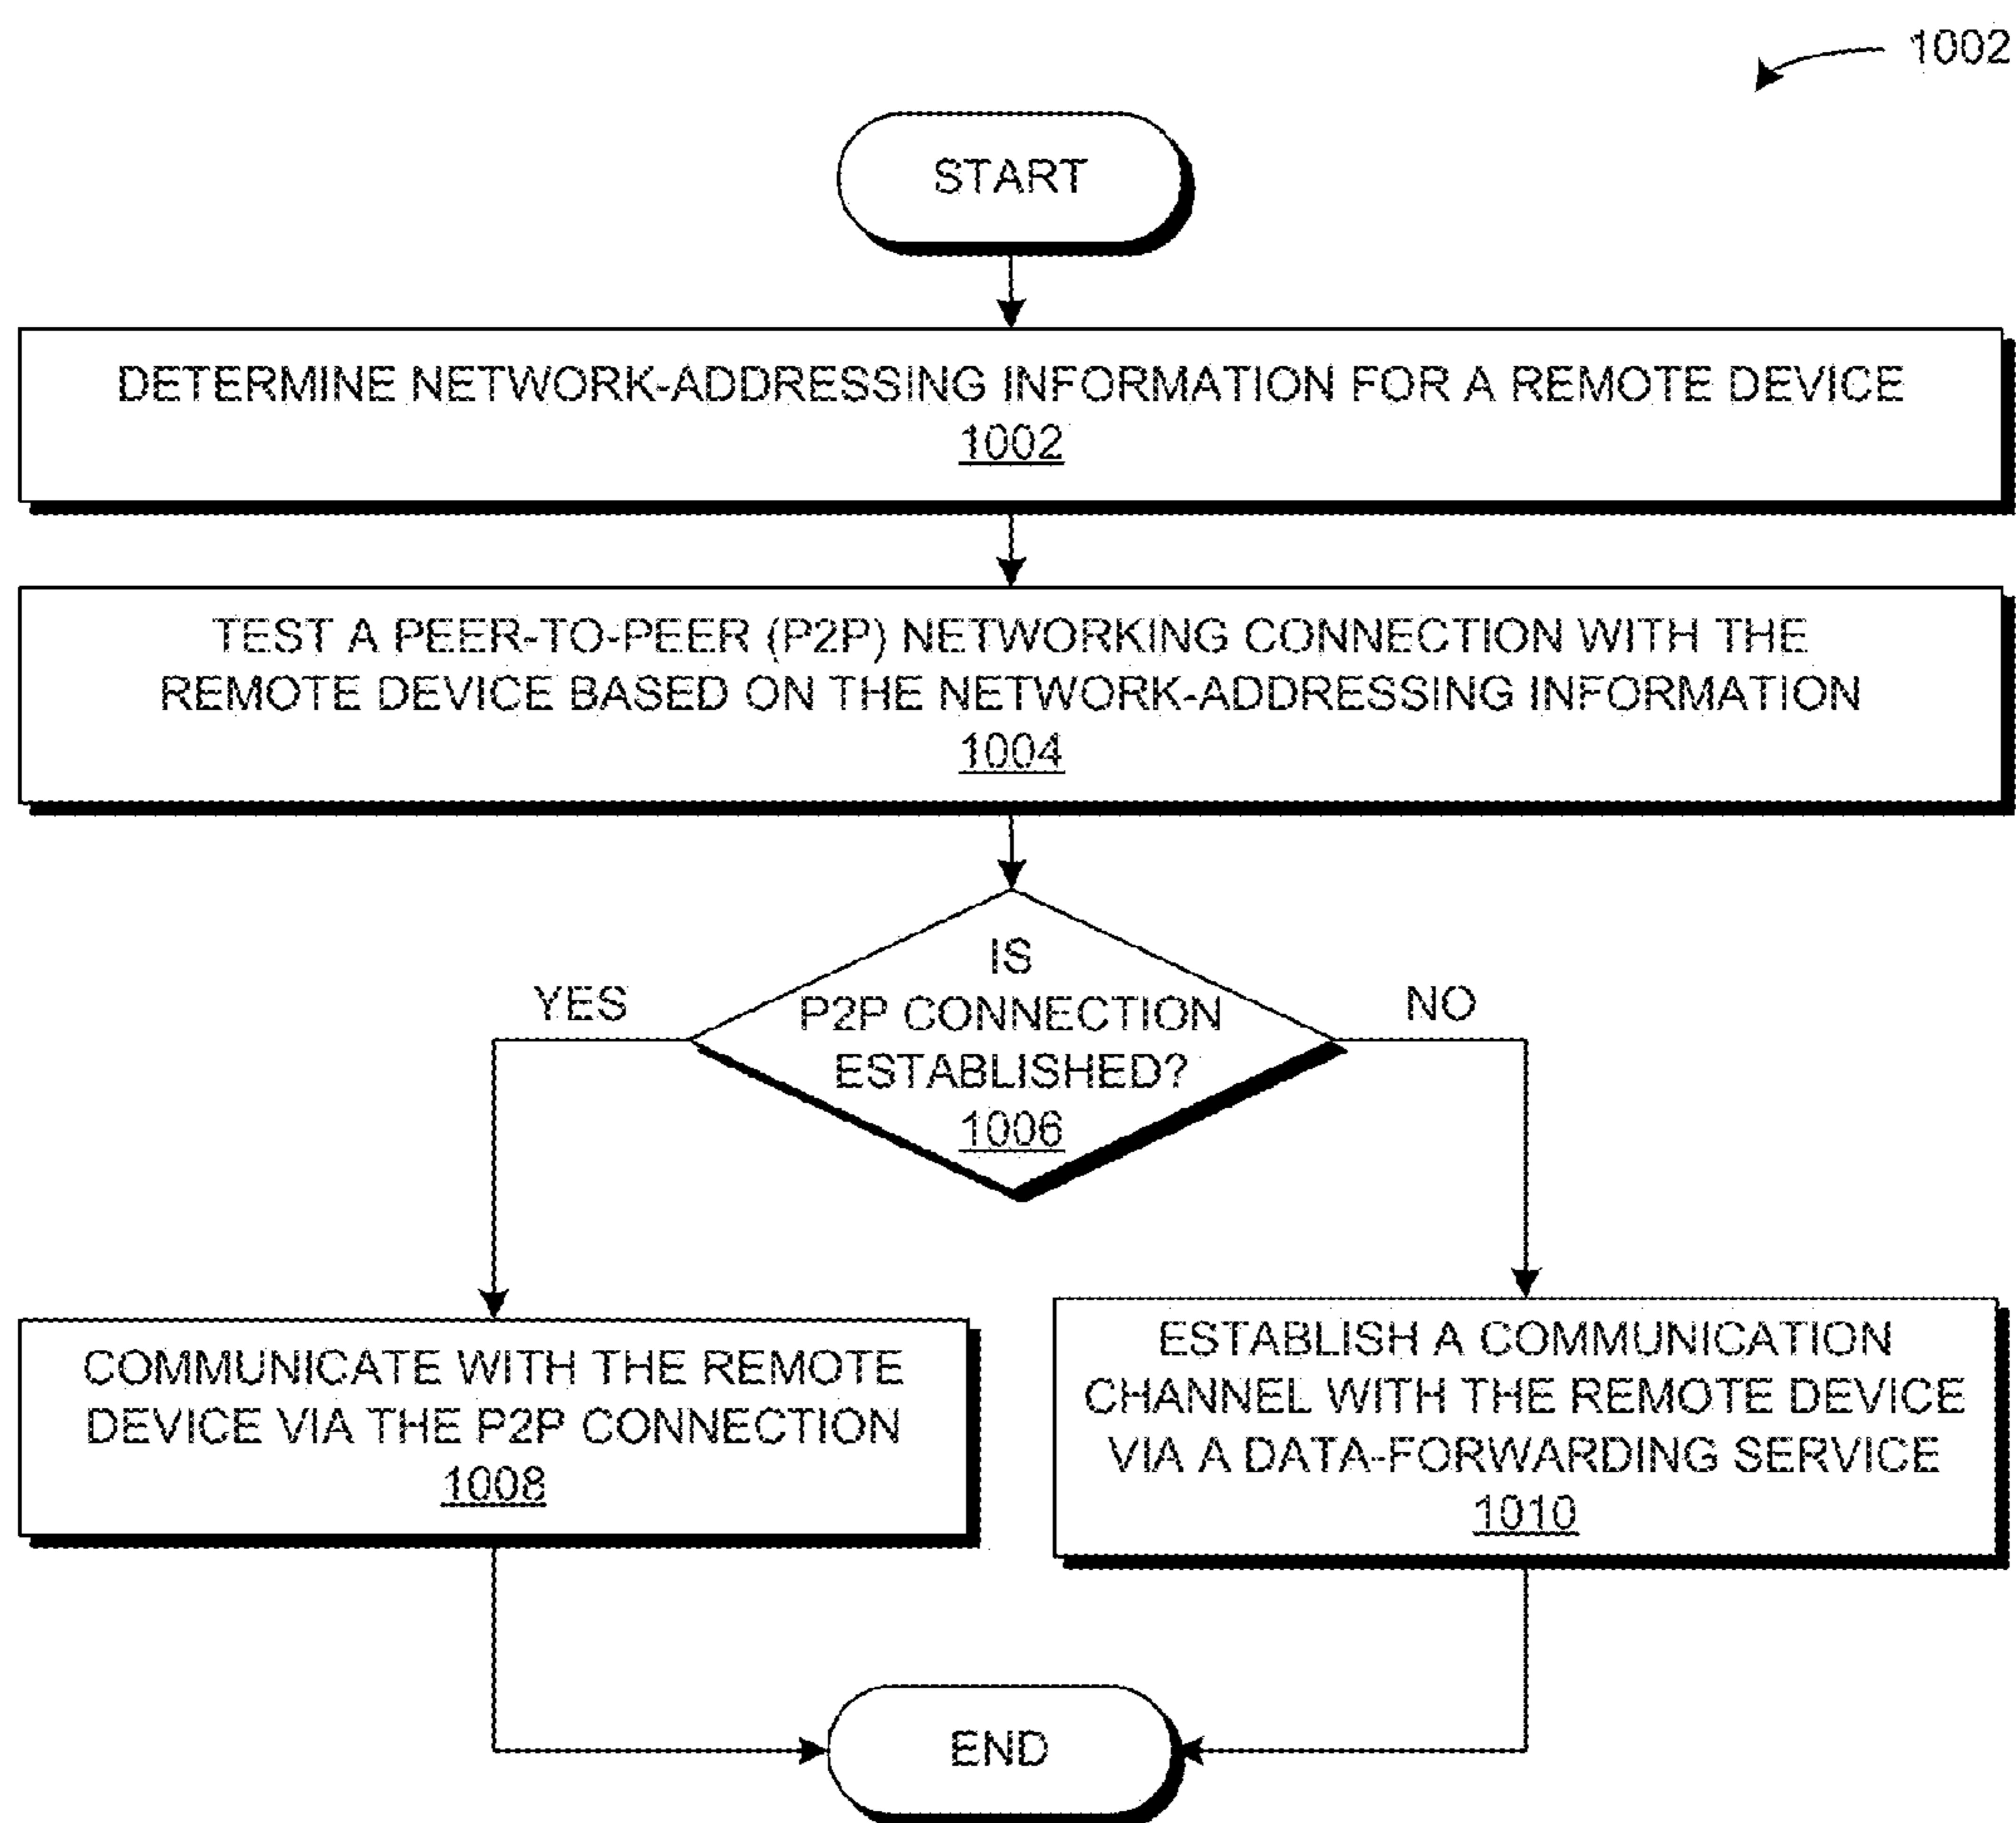 1002
START
DETERMINE NETWORK-ADDRESSING INFORMATION FOR A REMOTE DEVICE
1002
TEST A PEER-TO-PEER (P2P) NETWORKING CONNECTION WITH THE
REMOTE DEVICE BASED ON THE NETWORK-ADDRESSING INFORMATION
1004
IS
P2P CONNECTION
ESTABLISHED?
1006
YES
NO
COMMUNICATE WITH THE REMOTE
DEVICE VIA THE P2P CONNECTION
1008
ESTABLISH A COMMUNICATION
CHANNEL WITH THE REMOTE DEVICE
VIA A DATA-FORWARDING SERVICE
1010
END